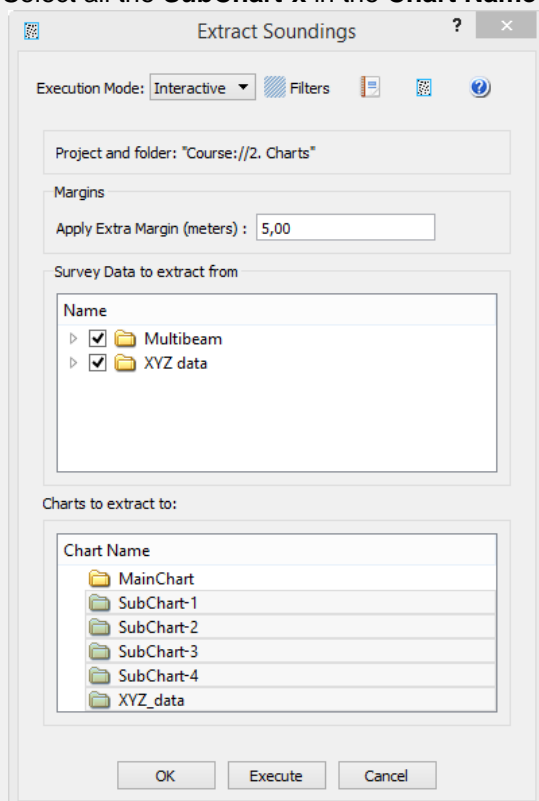 Select all the SubChart-x in the Chart Name
Extract Soundings ? ×
Execution Mode: Interactive Filters
Project and folder: "Course://2. Charts"
Margins
Apply Extra Margin (meters) : 5,00
Survey Data to extract from
Name
Multibeam
XYZ data
Charts to extract to:
Chart Name
MainChart
SubChart-1
SubChart-2
SubChart-3
SubChart-4
XYZ_data
OK Execute Cancel